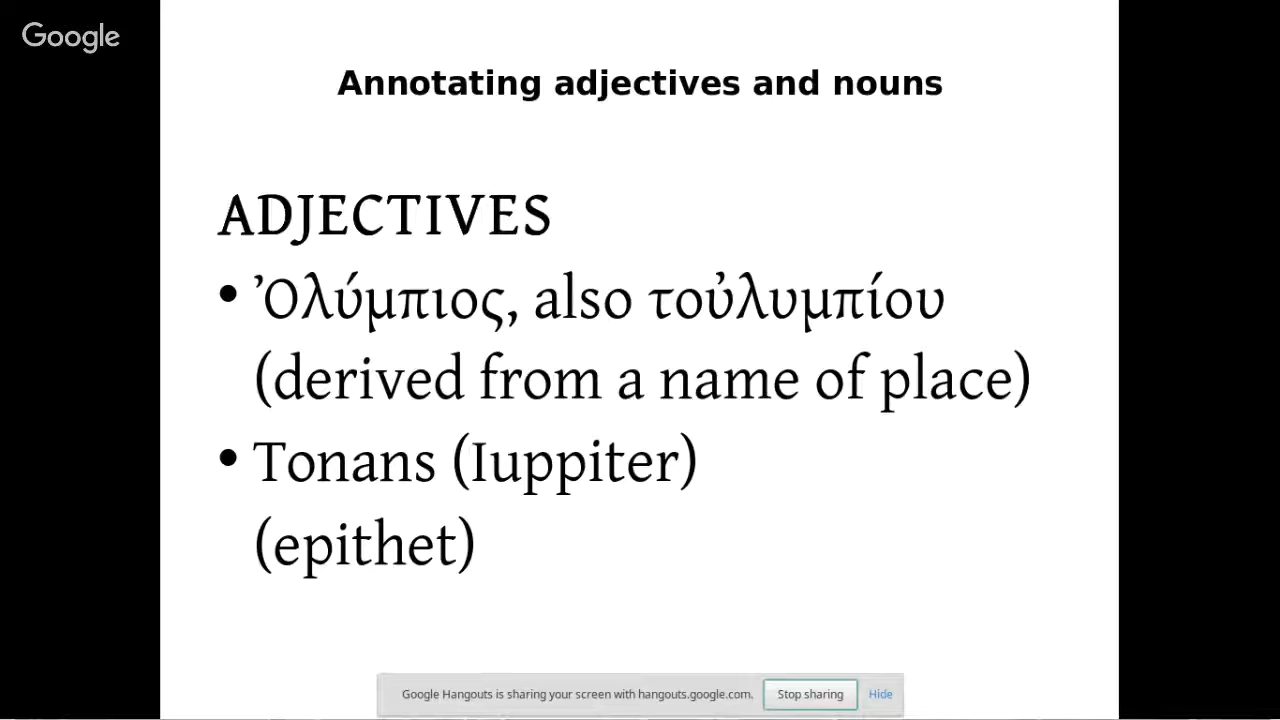 Google
Annotating adjectives and nouns
ADJECTIVES
• Ὀλύμπιος, also τοὐλυμπίου
(derived from a name of place)
• Tonans (Iuppiter)
(epithet)
Google Hangouts is sharing your screen with hangouts.google.com. Stop sharing Hide